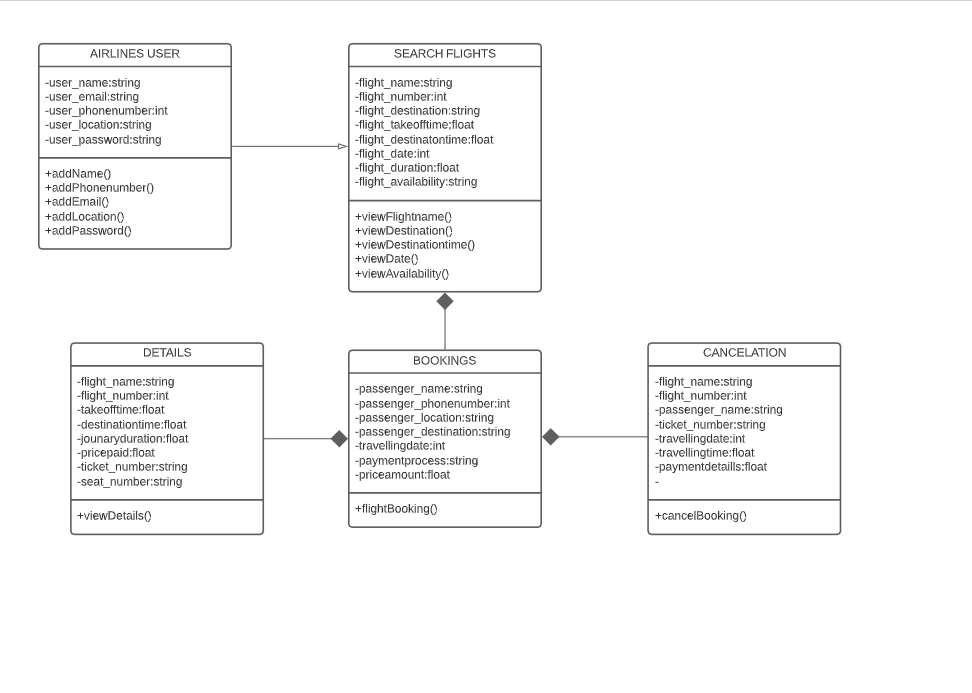 AIRLINES USER
-user_name:string
-user_email:string
-user_phonenumber:int
-user_location:string
-user_password:string
+addName()
+addPhonenumber()
+addEmail()
+addLocation()
+addPassword()
SEARCH FLIGHTS
-flight_name:string
-flight_number:int
-flight_destination:string
-flight_takeofftime;float
-flight_destinatontime:float
-flight_date:int
-flight_duration:float
-flight_availability:string
+viewFlightname()
+viewDestination()
+viewDestinationtime()
+viewDate()
+viewAvailability()
DETAILS
-flight_name:string
-flight_number:int
-takeofftime:float
-destinationtime:float
-jounaryduration:float
-pricepaid:float
-ticket_number:string
-seat_number:string
+viewDetails()
BOOKINGS
-passenger_name:string
-passenger_phonenumber:int
-passenger_location:string
-passenger_destination:string
-travellingdate:int
-paymentprocess:string
-priceamount:float
+flightBooking()
CANCELATION
-flight_name:string
-flight_number:int
-passenger_name:string
-ticket_number:string
-travellingdate:int
-travellingtime:float
-paymentdetaills:float
-
+cancelBooking()